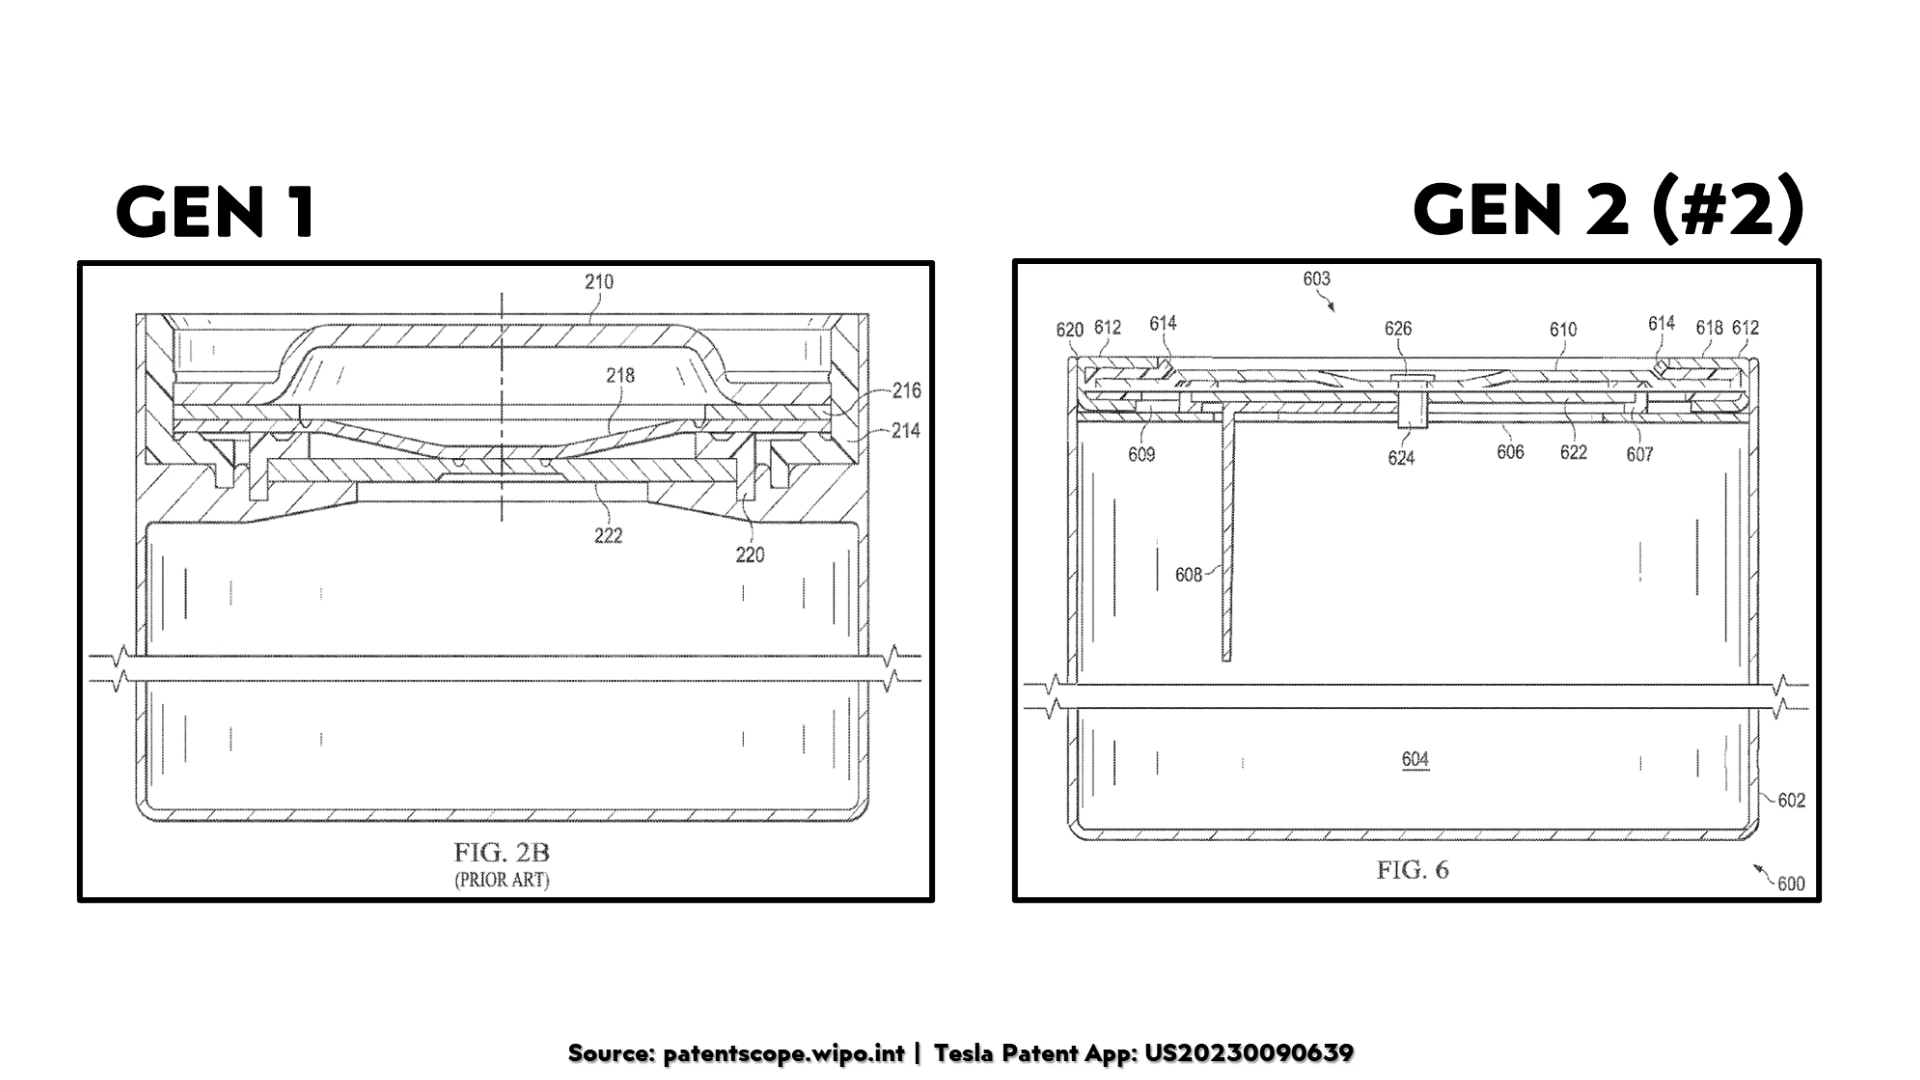 GEN 1
GEN 2 (#2)
210
218
216
214
222
220
FIG. 2B
(PRIOR ART)
603
620 612 614 626 610 614 618 612
609 624 606 622 607
608
604
602
FIG. 6
600
Source: patentscope.wipo.int | Tesla Patent App: US20230090639